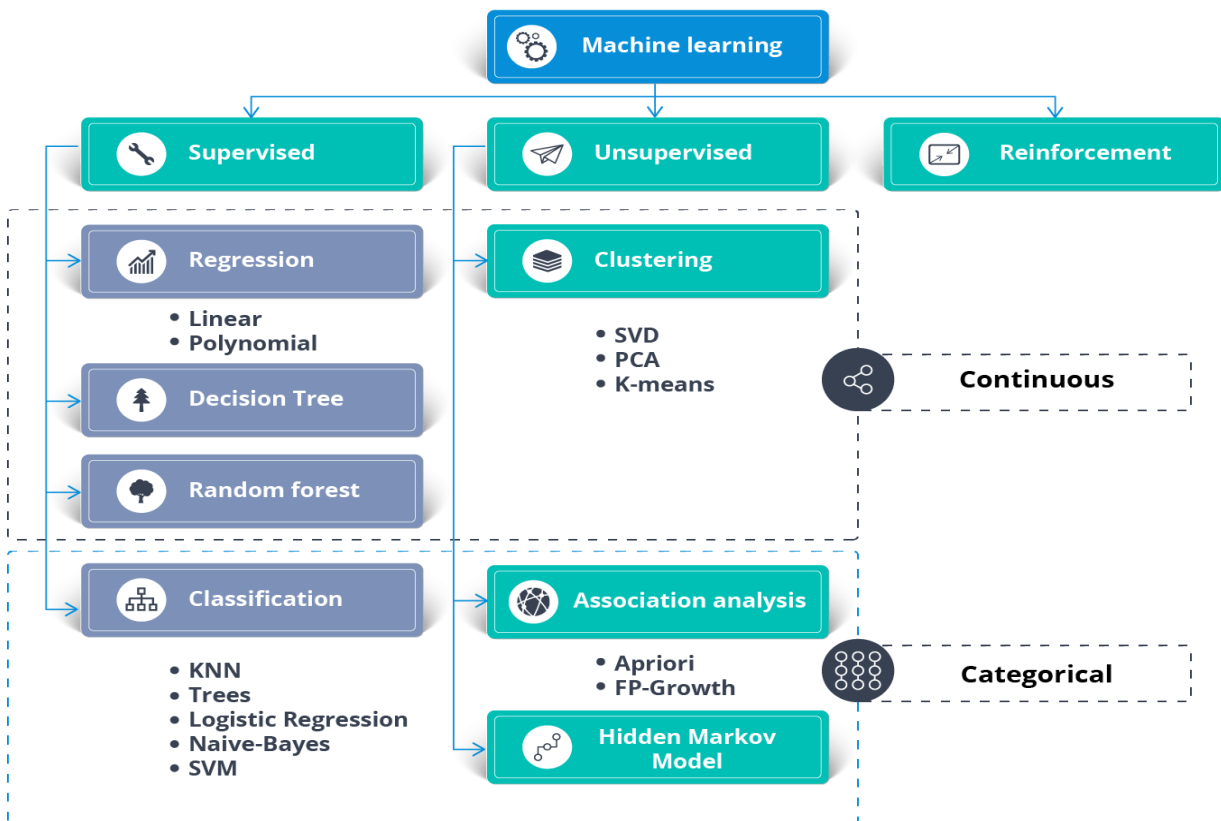 Machine learning
Supervised
Unsupervised
Reinforcement
Regression
• Linear
• Polynomial
Decision Tree
Random forest
Clustering
• SVD
• PCA
• K-means
Continuous
Classification
• KNN
• Trees
• Logistic Regression
• Naive-Bayes
• SVM
Association analysis
• Apriori
• FP-Growth
Hidden Markov
Model
Categorical